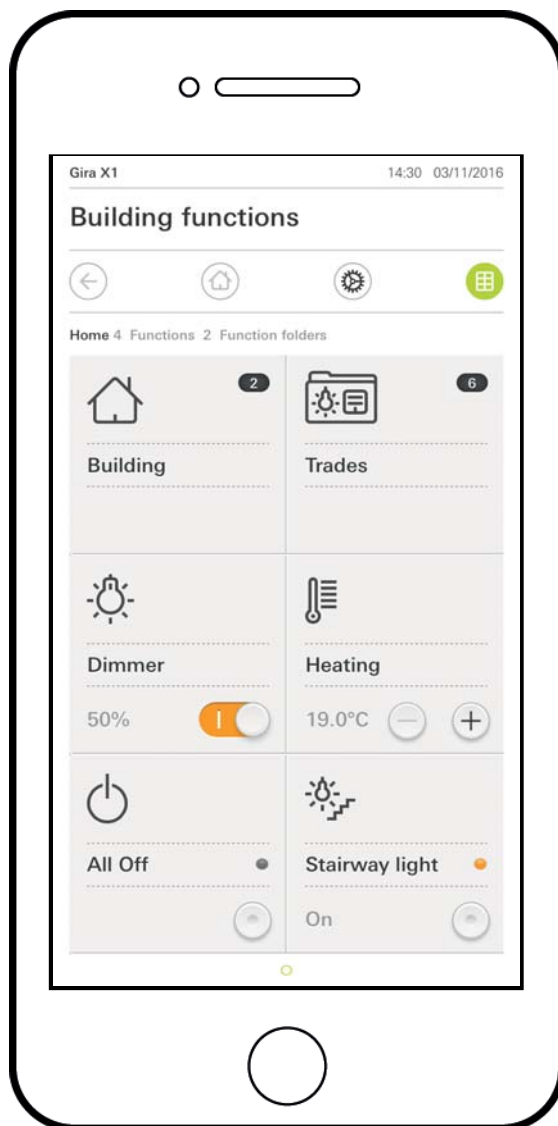 Gira X1 14:30 03/11/2016
Building functions
Home 4 Functions 2 Function folders
2 6
Building Trades
Dimmer Heating
50% 19.0°C
All Off Stairway light
On